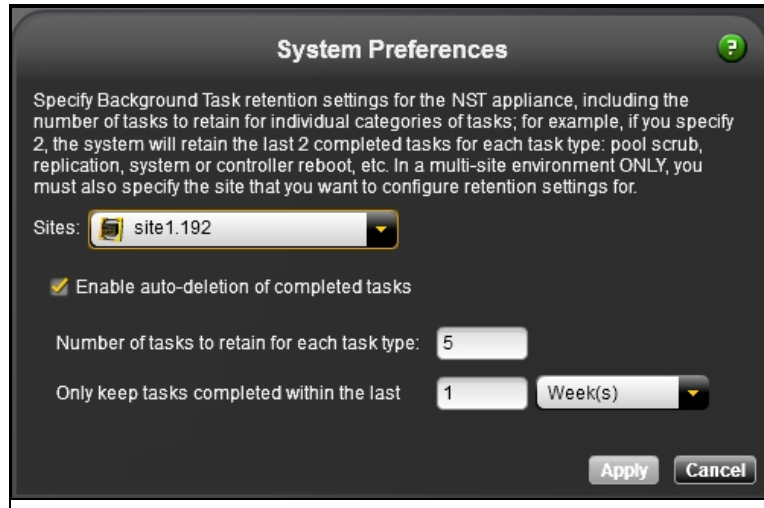 System Preferences
?
Specify Background Task retention settings for the NST appliance, including the
number of tasks to retain for individual categories of tasks; for example, if you specify
2, the system will retain the last 2 completed tasks for each task type: pool scrub,
replication, system or controller reboot, etc. In a multi-site environment ONLY, you
must also specify the site that you want to configure retention settings for.
Sites: site1.192
Enable auto-deletion of completed tasks
Number of tasks to retain for each task type: 5
Only keep tasks completed within the last 1 Week(s)
Apply Cancel